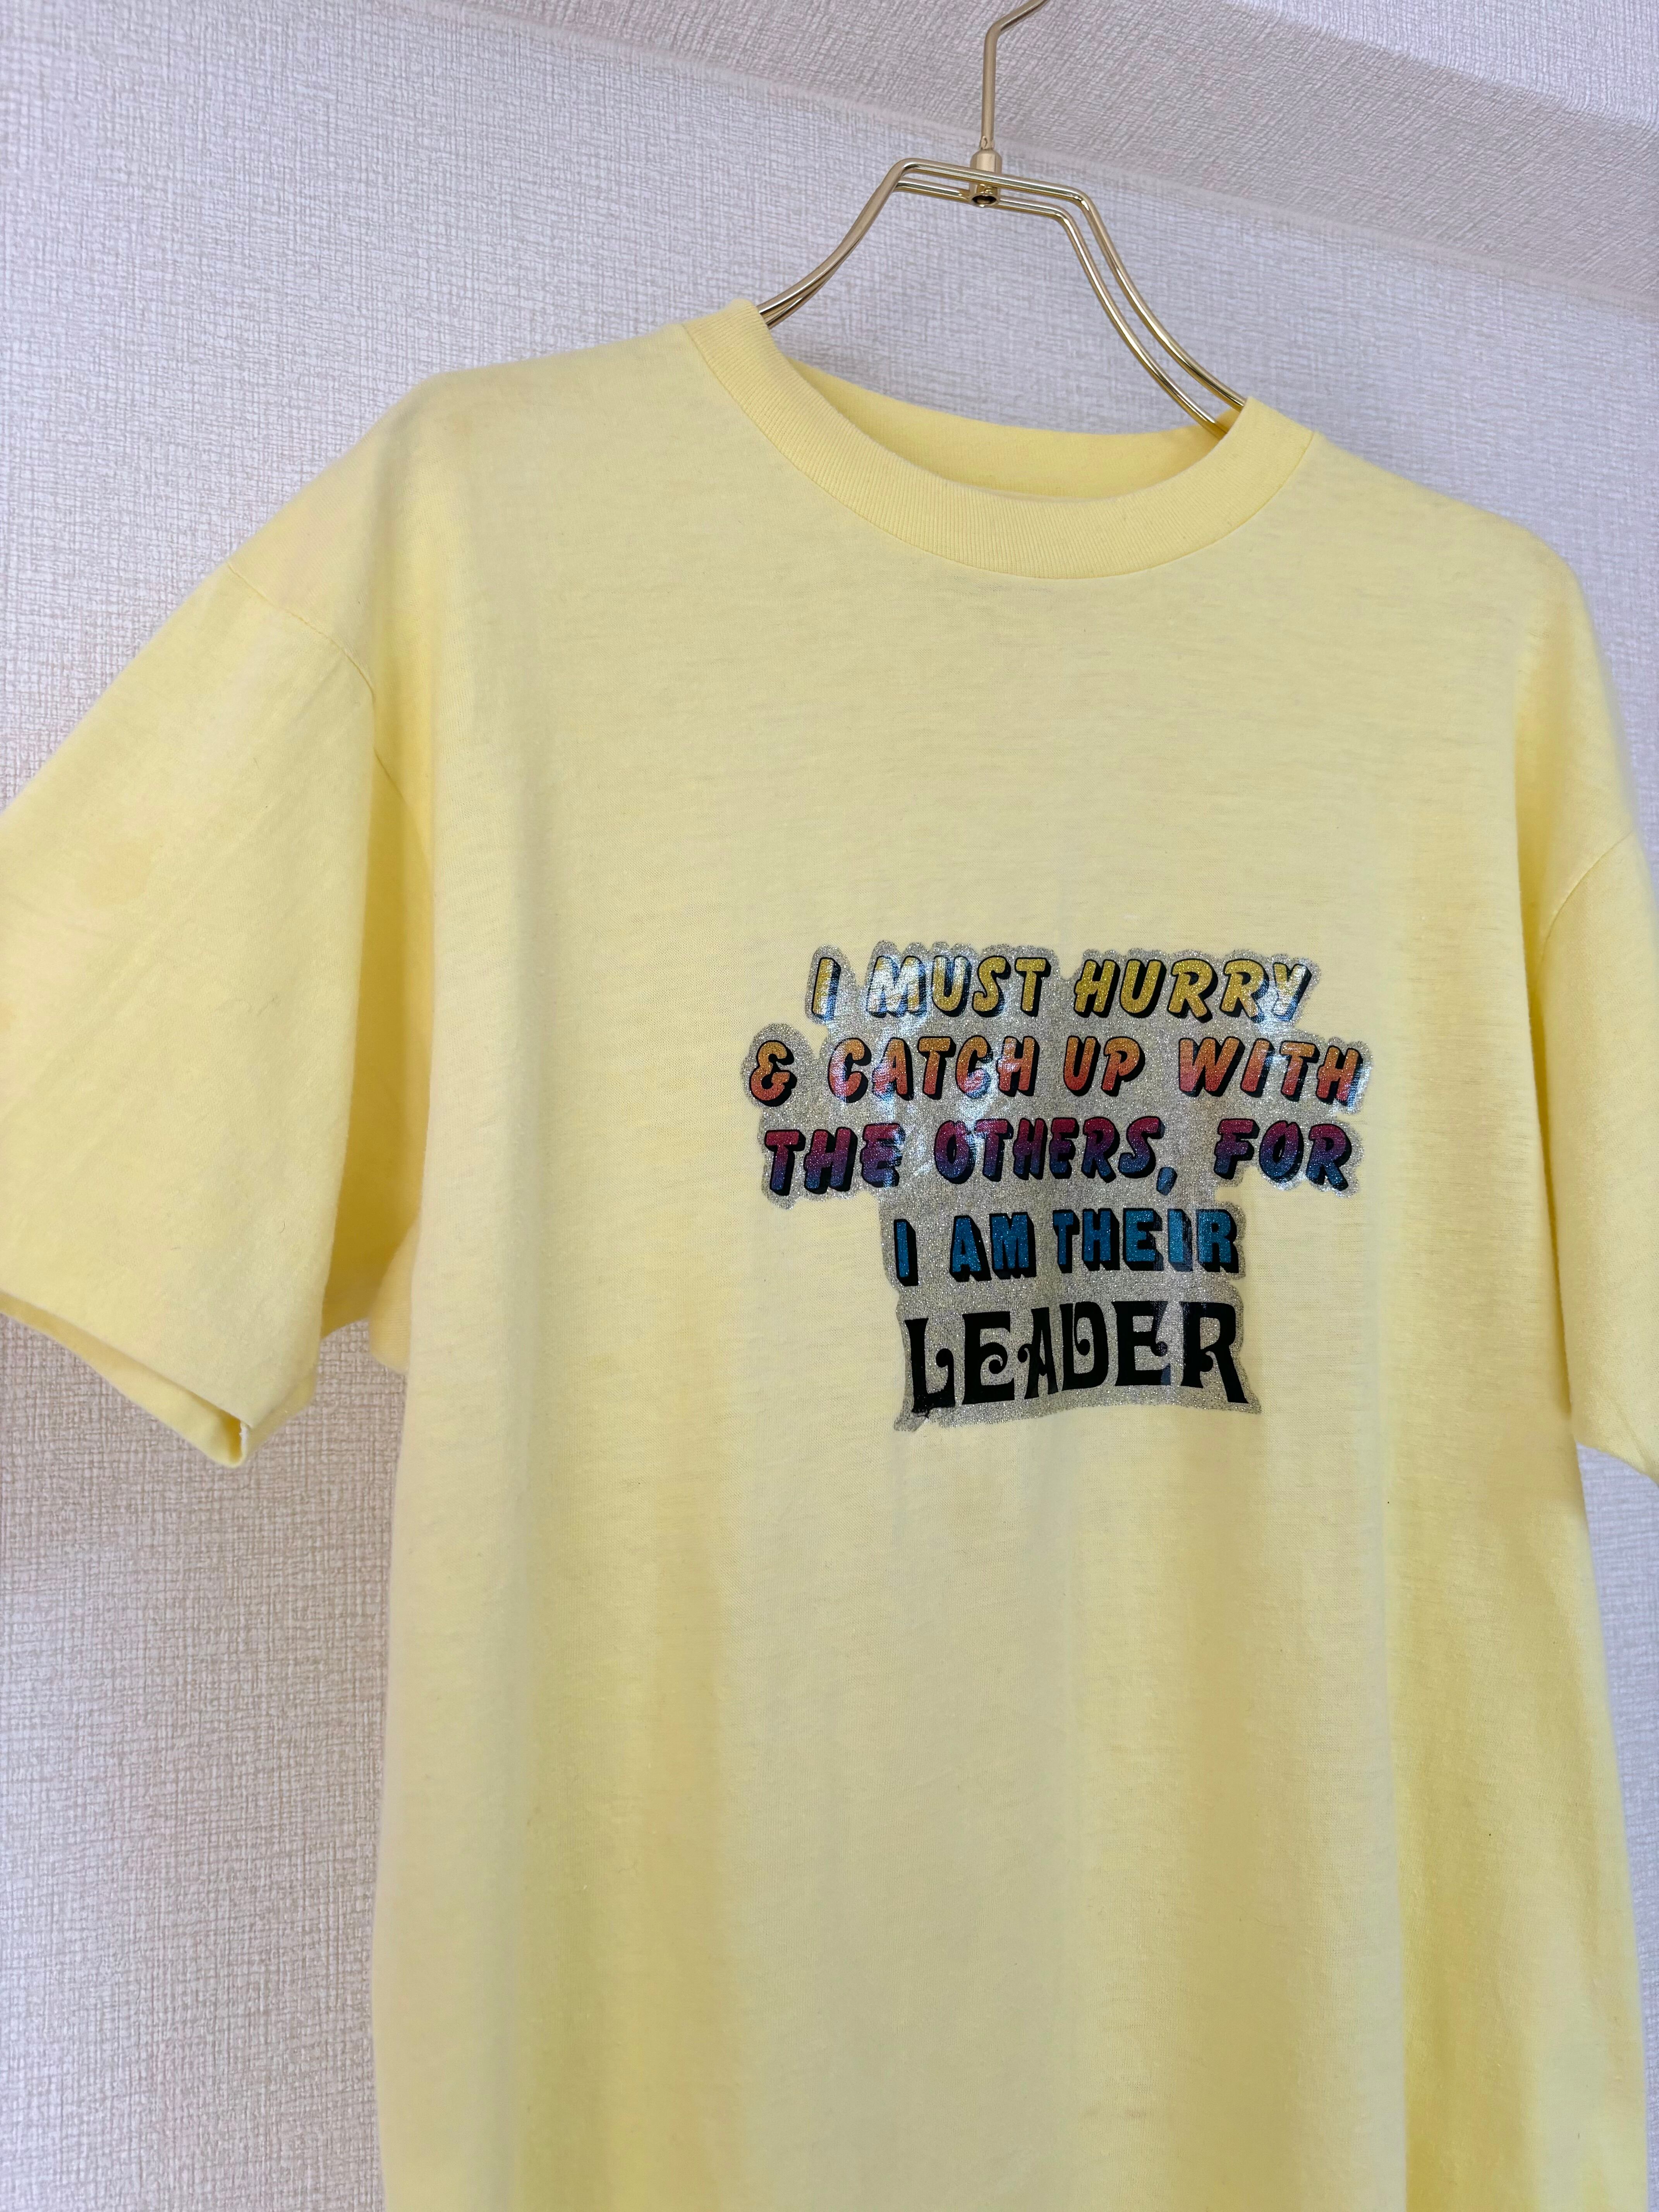 I MUST HURRY
& CATCH UP WITH
THE OTHERS, FOR
I AM THEIR
LEADER